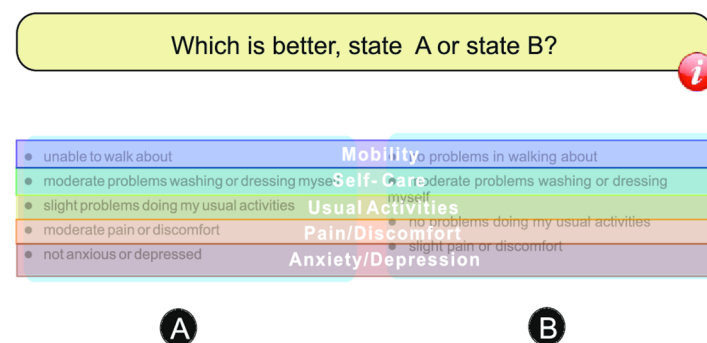 Which is better, state A or state B?
i
Mobility
Self-Care
Usual Activities
Pain/Discomfort
Anxiety/Depression
● unable to walk about
● moderate problems washing or dressing myself
● slight problems doing my usual activities
● moderate pain or discomfort
● not anxious or depressed
● no problems in walking about
● moderate problems washing or dressing
myself
● no problems doing my usual activities
● slight pain or discomfort
A
B